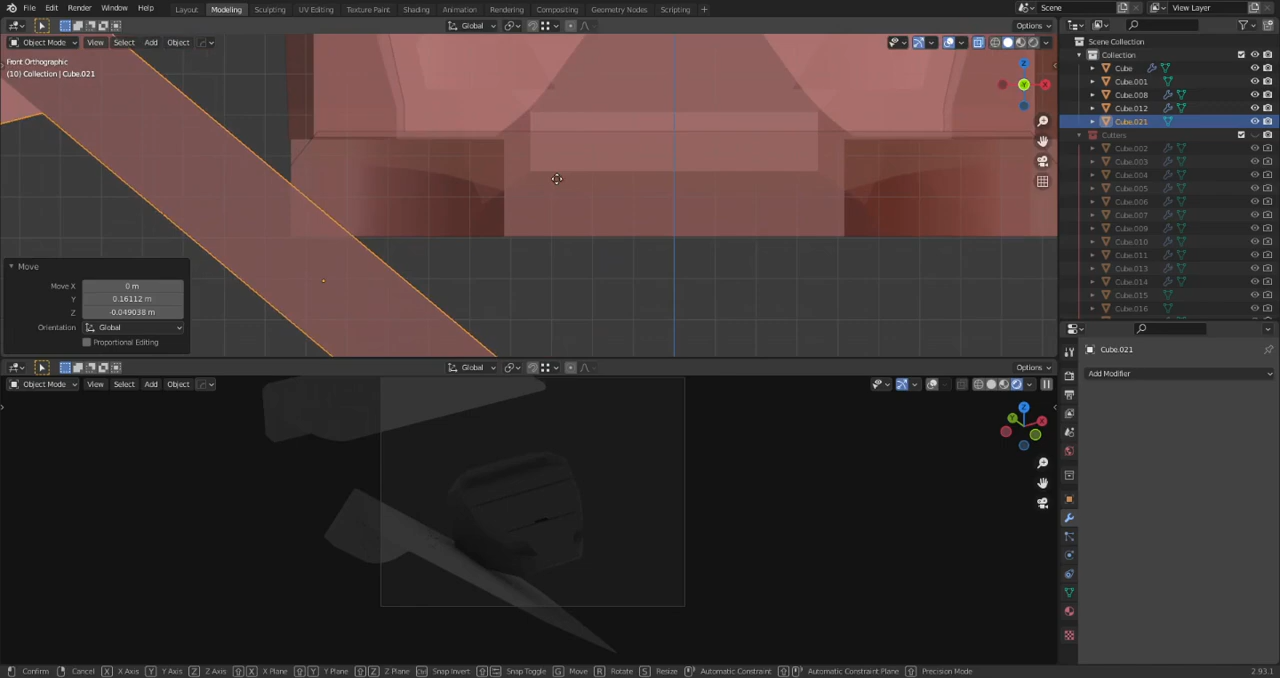 File Edit Render Window Help Layout Modeling Sculpting UV Editing Texture Paint Shading Animation Rendering Compositing Geometry Nodes Scripting + Scene View Layer
Global Options
Object Mode View Select Add Object
Front Orthographic
(10) Collection | Cube.021
Z
Y
X
Move
Move X 0 m
Y 0.16112 m
Z -0.049038 m
Orientation Global
Proportional Editing
Global Options
Object Mode View Select Add Object
Z
Y
X
Scene Collection
Collection
Cube
Cube.001
Cube.008
Cube.012
Cube.021
Cutters
Cube.002
Cube.003
Cube.004
Cube.005
Cube.006
Cube.007
Cube.009
Cube.010
Cube.011
Cube.013
Cube.014
Cube.015
Cube.016
Cube.021
Add Modifier
Confirm Cancel X X Axis Y Y Axis Z Z Axis X X Plane Y Y Plane Z Z Plane Snap Invert Snap Toggle G Move R Rotate S Resize Automatic Constraint Automatic Constraint Plane Precision Mode 2.93.1